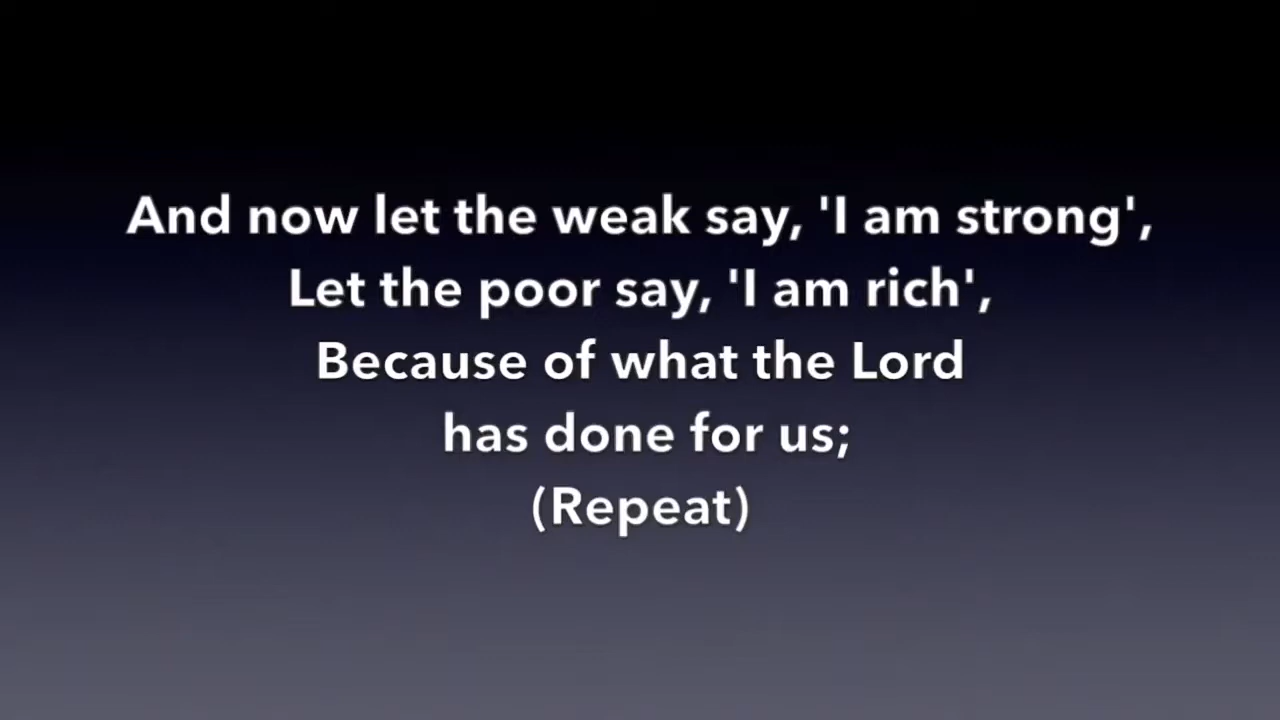 And now let the weak say, 'I am strong',
Let the poor say, 'I am rich',
Because of what the Lord
has done for us;
(Repeat)